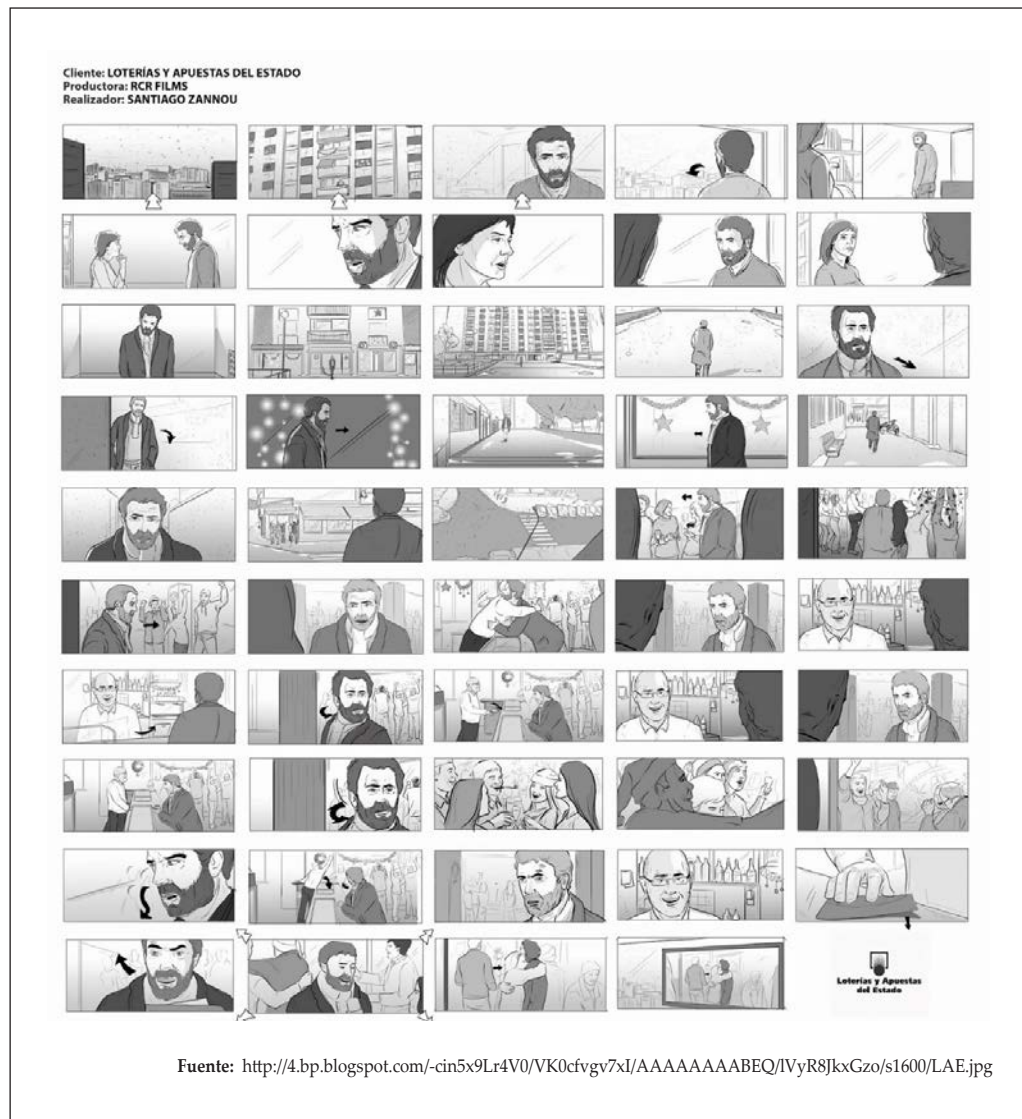 Cliente: LOTERÍAS Y APUESTAS DEL ESTADO
Productora: RCR FILMS
Realizador: SANTIAGO ZANNOU
Loterías y Apuestas
del Estado
Fuente: http://4.bp.blogspot.com/-cin5x9Lr4V0/VK0cfvgv7xI/AAAAAAAABEQ/lVyR8JkxGzo/s1600/LAE.jpg